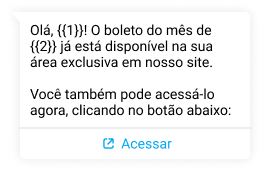 Olá, {{1}}! O boleto do mês de
{{2}} já está disponível na sua
área exclusiva em nosso site.
Você também pode acessá-lo
agora, clicando no botão abaixo:
Acessar